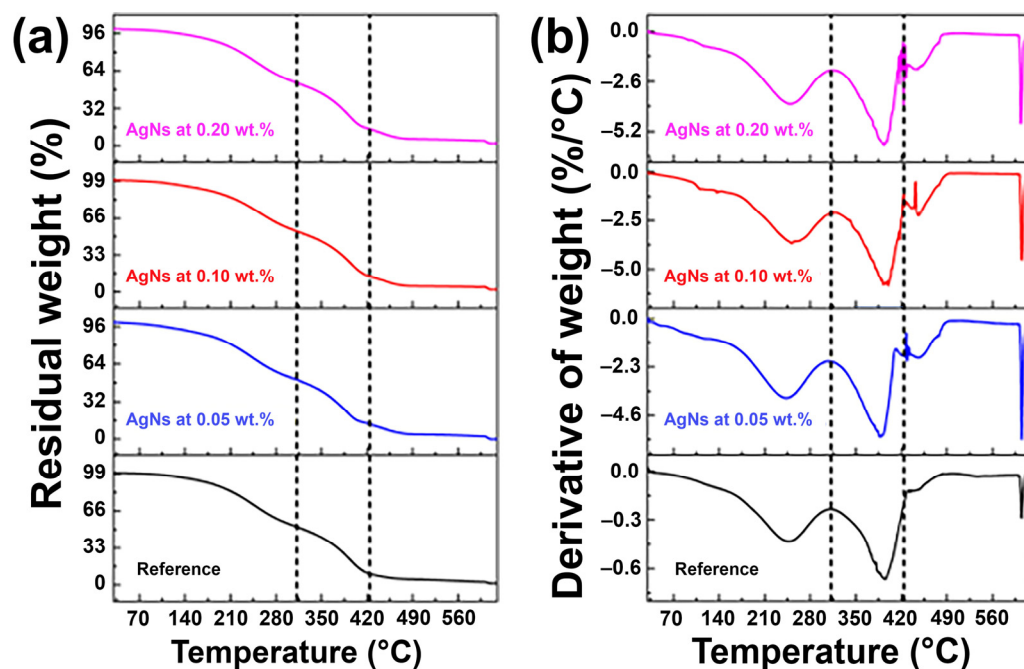 (a)
Residual weight (%)
96
64
32
0
AgNs at 0.20 wt.%
99
66
33
0
AgNs at 0.10 wt.%
96
64
32
0
AgNs at 0.05 wt.%
99
66
33
0
Reference
70 140 210 280 350 420 490 560
Temperature (°C)
(b)
Derivative of weight (%/°C)
0.0
−2.6
−5.2
AgNs at 0.20 wt.%
0.0
−2.5
−5.0
AgNs at 0.10 wt.%
0.0
−2.3
−4.6
AgNs at 0.05 wt.%
0.0
−0.3
−0.6
Reference
70 140 210 280 350 420 490 560
Temperature (°C)